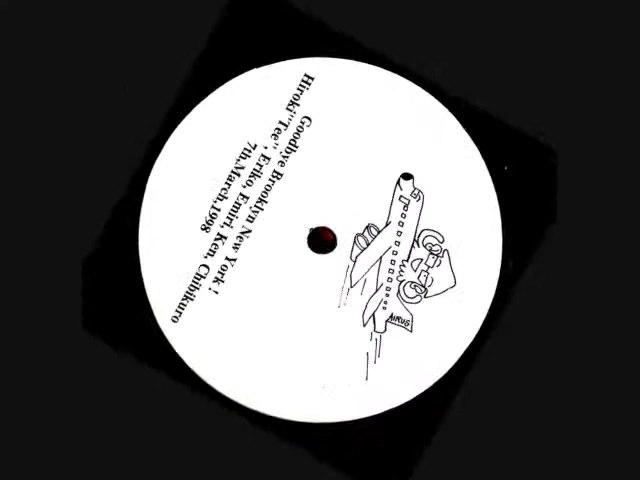 Goodbye Brooklyn New York!
Hiroki"Tee", Eriko, Emiri, Ken, Chibikuro
7th,March,1998